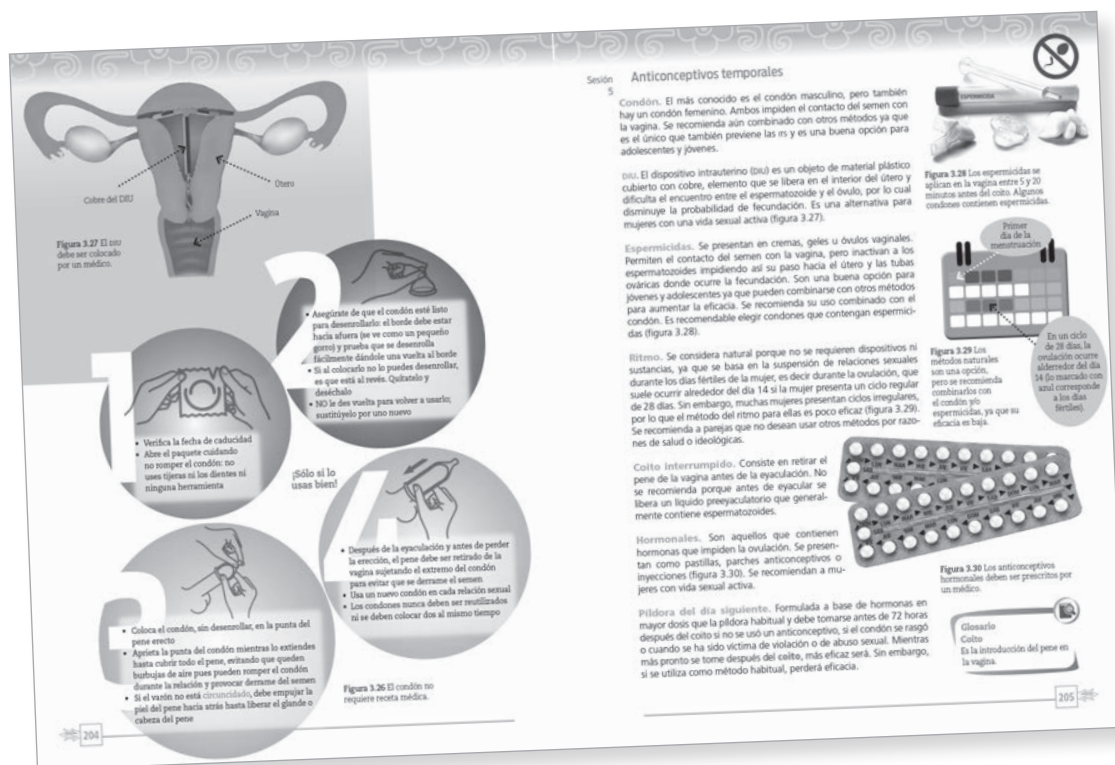 Cobre del DIU
Útero
Vagina
Figura 3.27 El DIU
debe ser colocado
por un médico.
1
• Verifica la fecha de caducidad
• Abre el paquete cuidando
no romper el condón: no
uses tijeras ni los dientes ni
ninguna herramienta
2
• Asegúrate de que el condón esté listo
para desenrollarlo: el borde debe estar
hacia afuera (se ve como un pequeño
gorro) y prueba que se desenrolla
fácilmente dándole una vuelta al borde
• Si al colocarlo no lo puedes desenrollar,
es que está al revés. Quítatelo y
deséchalo
• NO le des vuelta para volver a usarlo;
sustitúyelo por uno nuevo
¡Sólo si lo
usas bien!
3
• Coloca el condón, sin desenrollar, en la punta del
pene erecto
• Aprieta la punta del condón mientras lo extiendes
hasta cubrir todo el pene, evitando que queden
burbujas de aire pues pueden romper el condón
durante la relación y provocar derrame del semen
• Si el varón no está circuncidado, debe empujar la
piel del pene hacia atrás hasta liberar el glande o
cabeza del pene
4
• Después de la eyaculación y antes de perder
la erección, el pene debe ser retirado de la
vagina sujetando el extremo del condón
para evitar que se derrame el semen
• Usa un nuevo condón en cada relación sexual
• Los condones nunca deben ser reutilizados
ni se deben colocar dos al mismo tiempo
Figura 3.26 El condón no
requiere receta médica.
204
Sesión
5
Anticonceptivos temporales
Condón. El más conocido es el condón masculino, pero también
hay un condón femenino. Ambos impiden el contacto del semen con
la vagina. Se recomienda aún combinado con otros métodos ya que
es el único que también previene las ITS y es una buena opción para
adolescentes y jóvenes.
DIU. El dispositivo intrauterino (DIU) es un objeto de material plástico
cubierto con cobre, elemento que se libera en el interior del útero y
dificulta el encuentro entre el espermatozoide y el óvulo, por lo cual
disminuye la probabilidad de fecundación. Es una alternativa para
mujeres con una vida sexual activa (figura 3.27).
Espermicidas. Se presentan en cremas, geles u óvulos vaginales.
Permiten el contacto del semen con la vagina, pero inactivan a los
espermatozoides impidiendo así su paso hacia el útero y las tubas
ováricas donde ocurre la fecundación. Son una buena opción para
jóvenes y adolescentes ya que pueden combinarse con otros métodos
para aumentar la eficacia. Se recomienda su uso combinado con el
condón. Es recomendable elegir condones que contengan espermici-
das (figura 3.28).
Ritmo. Se considera natural porque no se requieren dispositivos ni
sustancias, ya que se basa en la suspensión de relaciones sexuales
durante los días fértiles de la mujer, es decir durante la ovulación, que
suele ocurrir alrededor del día 14 si la mujer presenta un ciclo regular
de 28 días. Sin embargo, muchas mujeres presentan ciclos irregulares,
por lo que el método del ritmo para ellas es poco eficaz (figura 3.29).
Se recomienda a parejas que no desean usar otros métodos por razo-
nes de salud o ideológicas.
Coito interrumpido. Consiste en retirar el
pene de la vagina antes de la eyaculación. No
se recomienda porque antes de eyacular se
libera un líquido preeyaculatorio que general-
mente contiene espermatozoides.
Hormonales. Son aquellos que contienen
hormonas que impiden la ovulación. Se presen-
tan como pastillas, parches anticonceptivos o
inyecciones (figura 3.30). Se recomiendan a mu-
jeres con vida sexual activa.
Píldora del día siguiente. Formulada a base de hormonas en
mayor dosis que la píldora habitual y debe tomarse antes de 72 horas
después del coito si no se usó un anticonceptivo, si el condón se rasgó
o cuando se ha sido víctima de violación o de abuso sexual. Mientras
más pronto se tome después del coito, más eficaz será. Sin embargo,
si se utiliza como método habitual, perderá eficacia.
ESPERMICIDA
Figura 3.28 Los espermicidas se
aplican en la vagina entre 5 y 20
minutos antes del coito. Algunos
condones contienen espermicidas.
Primer
día de la
menstruación
En un ciclo
de 28 días, la
ovulación ocurre
alderredor del día
14 (lo marcado con
azul corresponde
a los días
fértiles).
Figura 3.29 Los
métodos naturales
son una opción,
pero se recomienda
combinarlos con
el condón y/o
espermicidas, ya que su
eficacia es baja.
Figura 3.30 Los anticonceptivos
hormonales deben ser prescritos por
un médico.
Glosario
Coito
Es la introducción del pene en
la vagina.
205